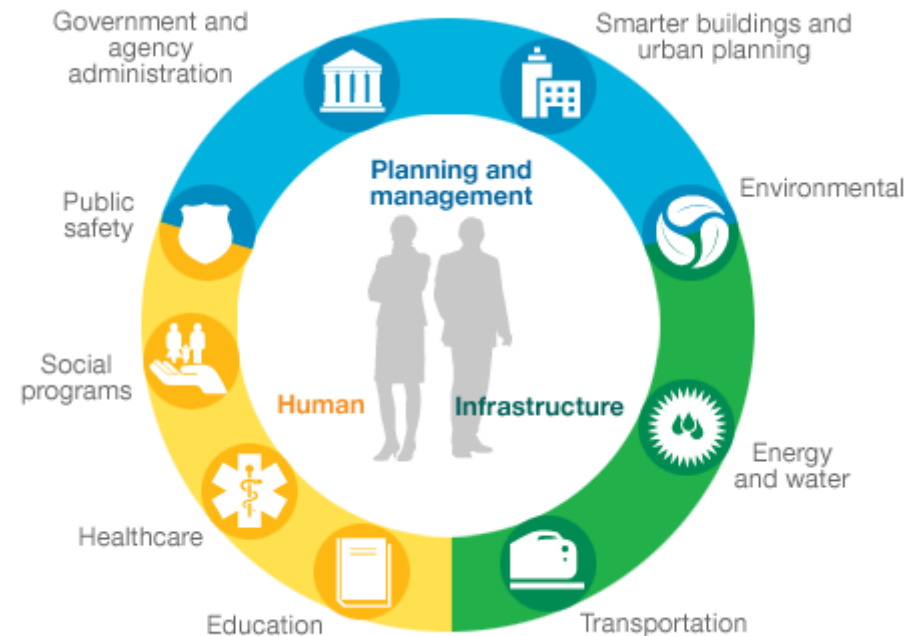 Government and
agency
administration
Smarter buildings and
urban planning
Planning and
management
Public
safety
Environmental
Social
programs
Human
Infrastructure
Energy
and water
Healthcare
Education
Transportation